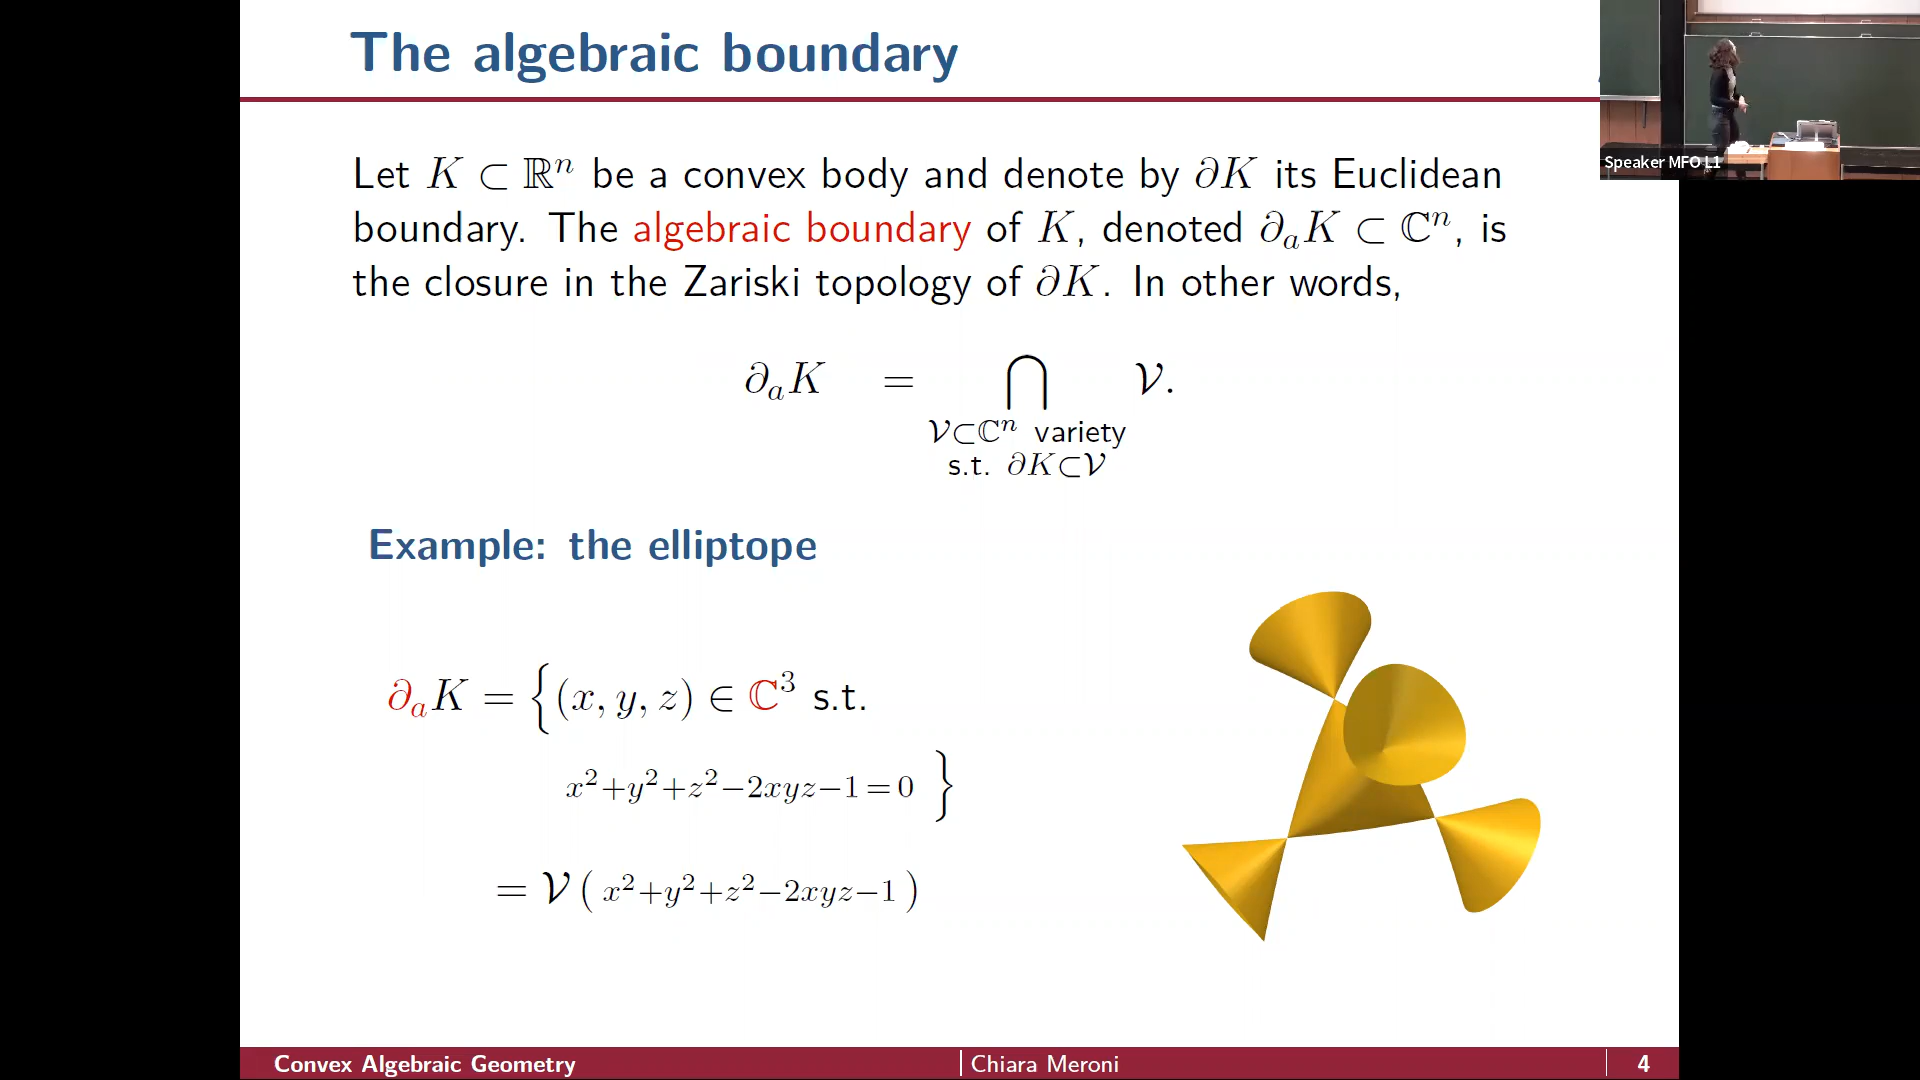 The algebraic boundary
Let K ⊂ ℝⁿ be a convex body and denote by ∂K its Euclidean
boundary. The algebraic boundary of K, denoted ∂ₐK ⊂ ℂⁿ, is
the closure in the Zariski topology of ∂K. In other words,
∂ₐK = ⋂ 𝒱.
𝒱⊂ℂⁿ variety
s.t. ∂K⊂𝒱
Example: the elliptope
∂ₐK = {(x, y, z) ∈ ℂ³ s.t.
x²+y²+z²−2xyz−1=0 }
= 𝒱( x²+y²+z²−2xyz−1 )
Speaker MFO L1
Convex Algebraic Geometry
Chiara Meroni
4